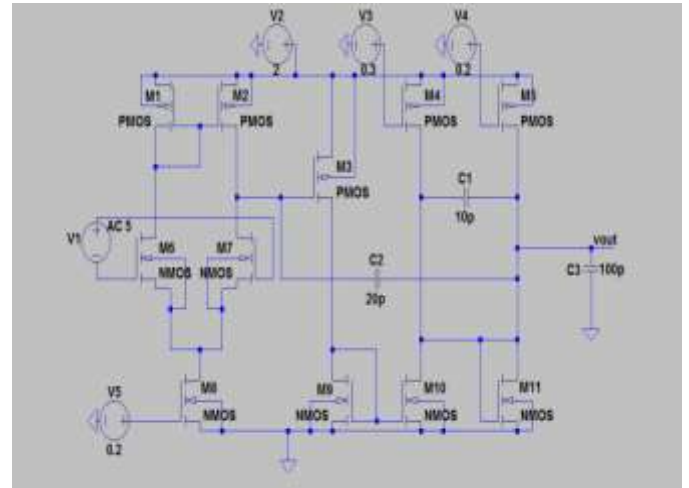 V2
V3
V4
2
0.3
0.2
M1
M2
M4
M5
PMOS
PMOS
PMOS
PMOS
M3
PMOS
C1
10p
V1
AC 5
M6
M7
NMOS
NMOS
C2
20p
vout
C3
100p
V5
0.2
M8
M9
M10
M11
NMOS
NMOS
NMOS
NMOS